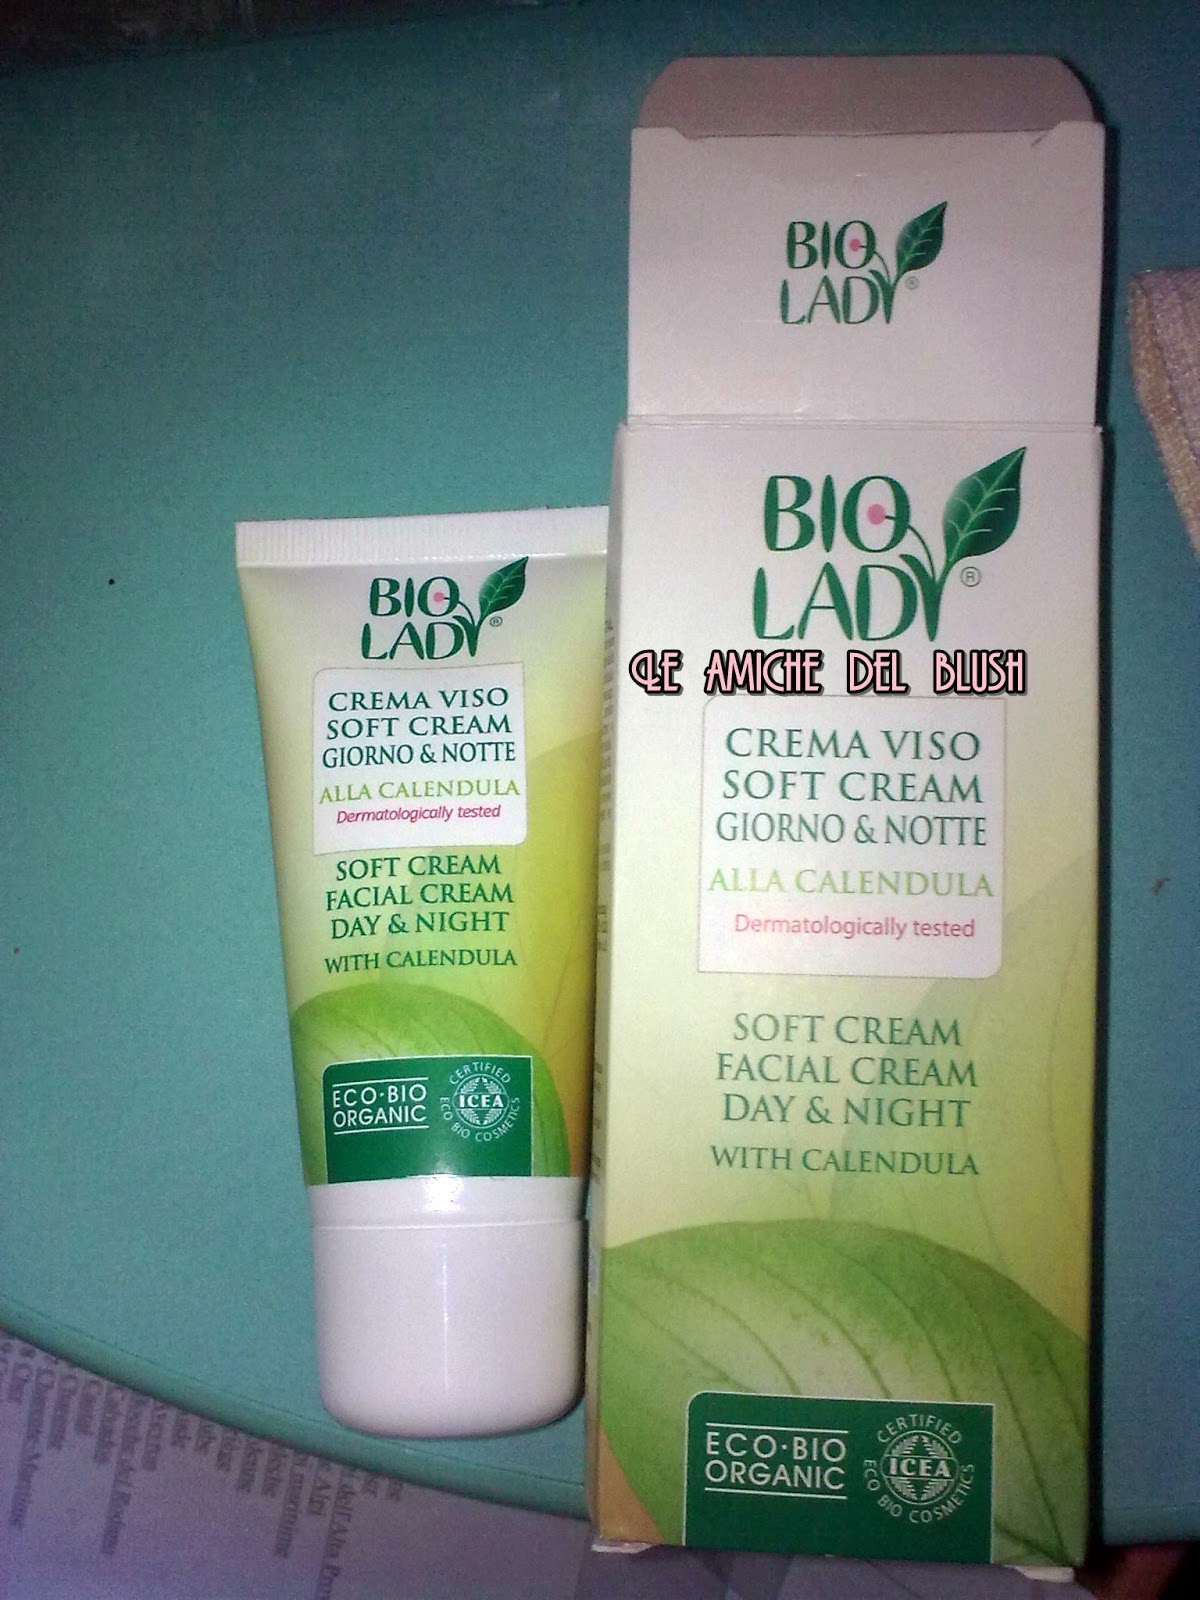 BIO
LADY®
BIO
LADY®
LE AMICHE DEL BLUSH
CREMA VISO
SOFT CREAM
GIORNO & NOTTE
ALLA CALENDULA
Dermatologically tested
SOFT CREAM
FACIAL CREAM
DAY & NIGHT
WITH CALENDULA
ECO·BIO
ORGANIC
CERTIFIED
ICEA
ECO BIO COSMETICS
BIO
LADY®
CREMA VISO
SOFT CREAM
GIORNO & NOTTE
ALLA CALENDULA
Dermatologically tested
SOFT CREAM
FACIAL CREAM
DAY & NIGHT
WITH CALENDULA
ECO·BIO
ORGANIC
CERTIFIED
ICEA
ECO BIO COSMETICS